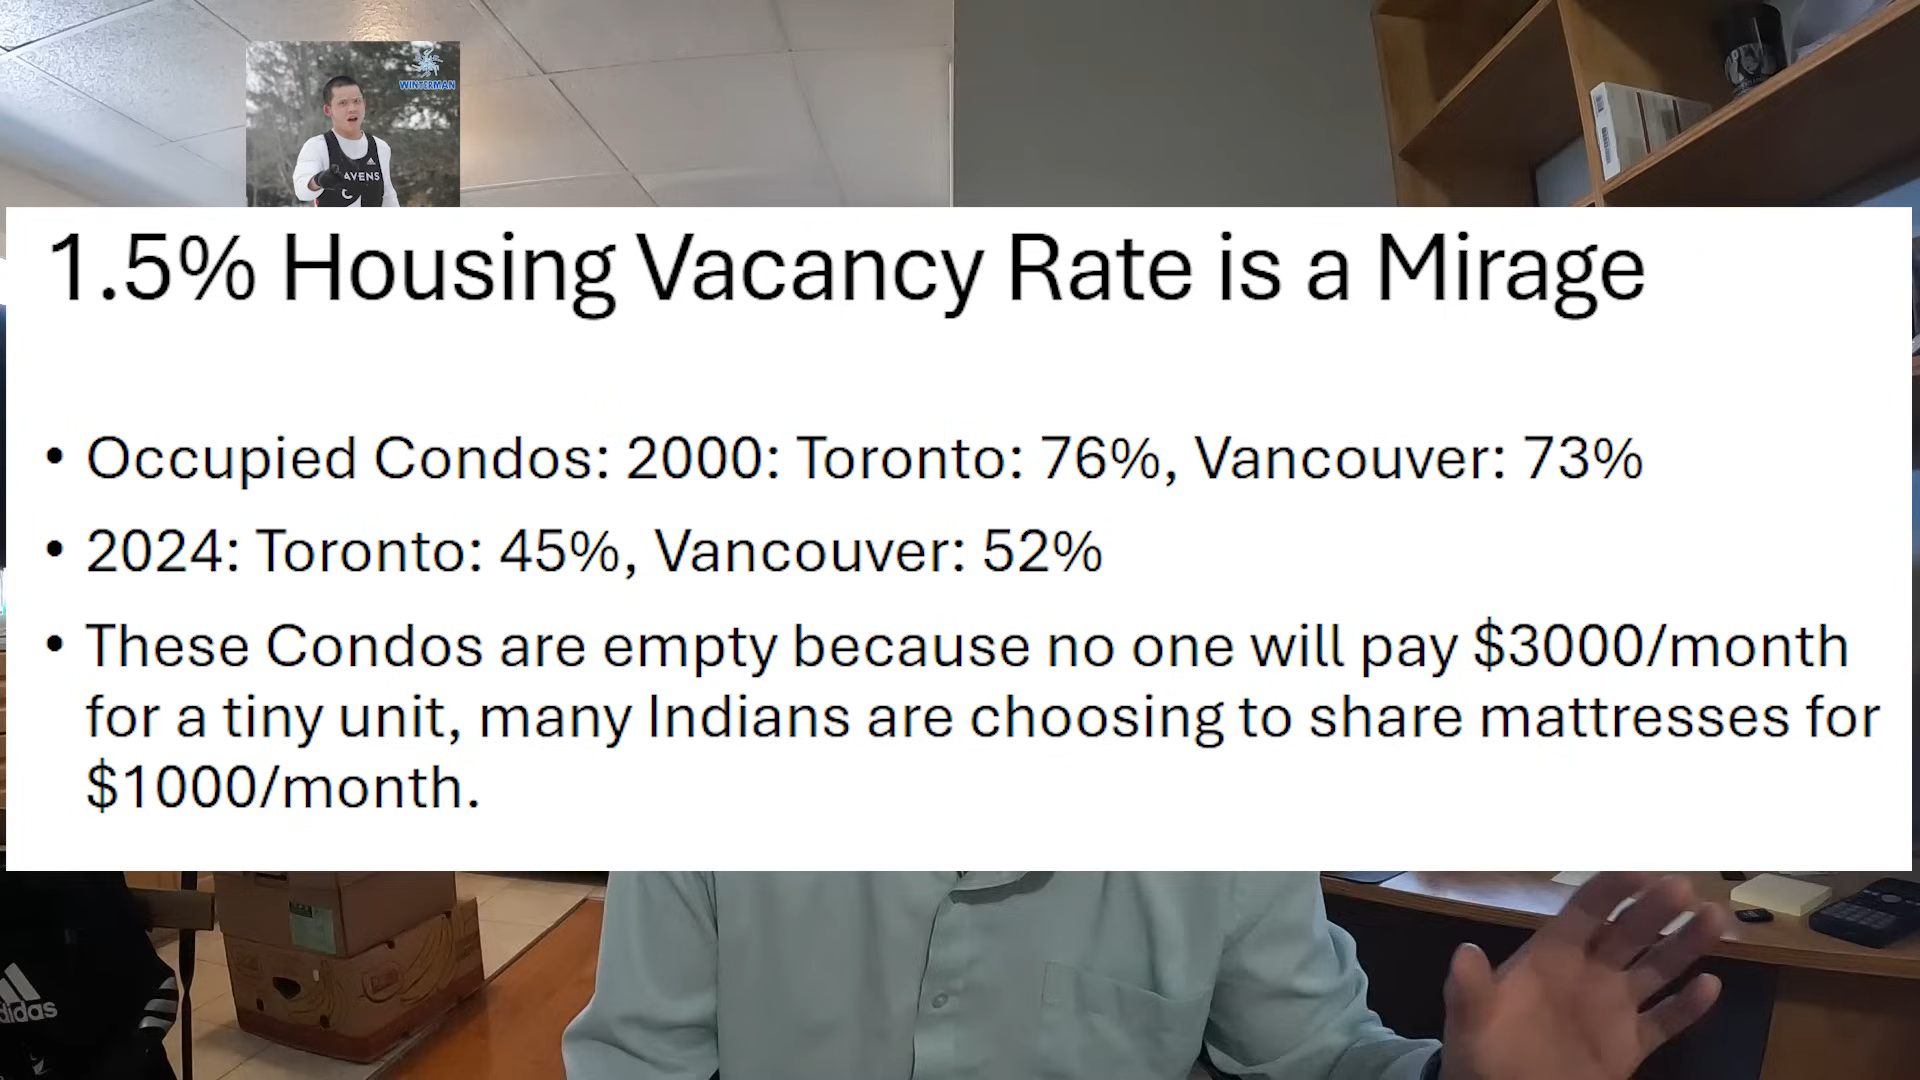 WINTERMAN
AVENS
1.5% Housing Vacancy Rate is a Mirage
• Occupied Condos: 2000: Toronto: 76%, Vancouver: 73%
• 2024: Toronto: 45%, Vancouver: 52%
• These Condos are empty because no one will pay $3000/month
for a tiny unit, many Indians are choosing to share mattresses for
$1000/month.
adidas